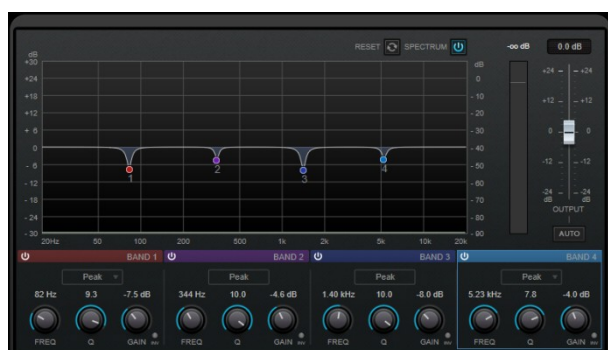 RESET SPECTRUM -oo dB 0.0 dB
dB dB
+30
+24 0 +24 +24
+18 - 10
+12 - 20 +12 +12
+ 6 - 30
0 - 40 0 0
- 6 - 50
1 2 3 4
- 12 - 60 -12 -12
- 18 - 70
- 24 - 80 -24 -24
dB dB
OUTPUT
- 30 - 90
20Hz 50 100 200 500 1k 2k 5k 10k 20k
AUTO
BAND 1 BAND 2 BAND 3 BAND 4
Peak Peak Peak Peak
82 Hz 9.3 -7.5 dB 344 Hz 10.0 -4.6 dB 1.40 kHz 10.0 -8.0 dB 5.23 kHz 7.8 -4.0 dB
FREQ Q GAIN FREQ Q GAIN FREQ Q GAIN FREQ Q GAIN